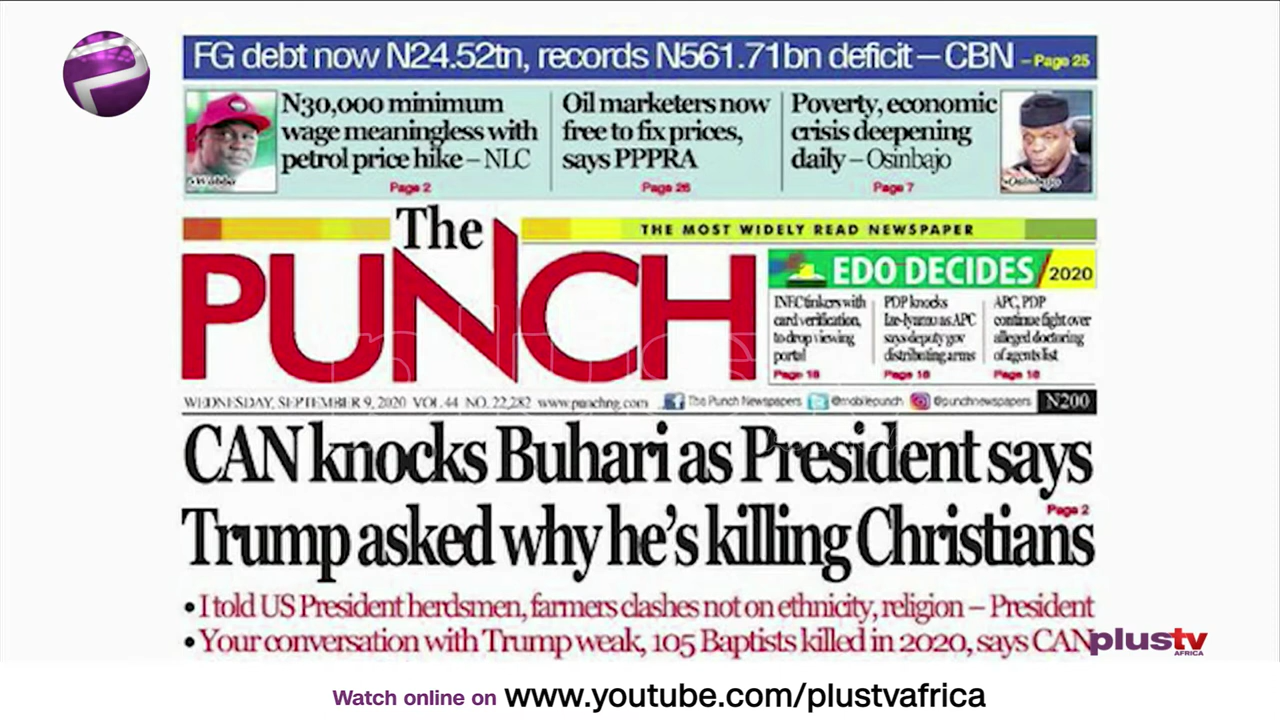 FG debt now N24.52tn, records N561.71bn deficit – CBN – Page 25
N30,000 minimum
wage meaningless with
petrol price hike – NLC
Page 2
•Wabba
Oil marketers now
free to fix prices,
says PPPRA
Page 26
Poverty, economic
crisis deepening
daily – Osinbajo
Page 7
•Osinbajo
The
PUNCH
THE MOST WIDELY READ NEWSPAPER
EDO DECIDES 2020
INEC tinkers with
card verification,
to drop viewing
portal
Page 18
PDP knocks
Ize-Iyamu as APC
says deputy gov
distributing arms
Page 18
APC, PDP
continue fight over
alleged doctoring
of agents list
Page 18
WEDNESDAY, SEPTEMBER 9, 2020 VOL. 44 NO. 22,282 www.punchng.com The Punch Newspapers @mobilepunch @punchnewspapers N200
CAN knocks Buhari as President says
Trump asked why he's killing Christians
Page 2
• I told US President herdsmen, farmers clashes not on ethnicity, religion – President
• Your conversation with Trump weak, 105 Baptists killed in 2020, says CAN
plustv
AFRICA
Watch online on www.youtube.com/plustvafrica